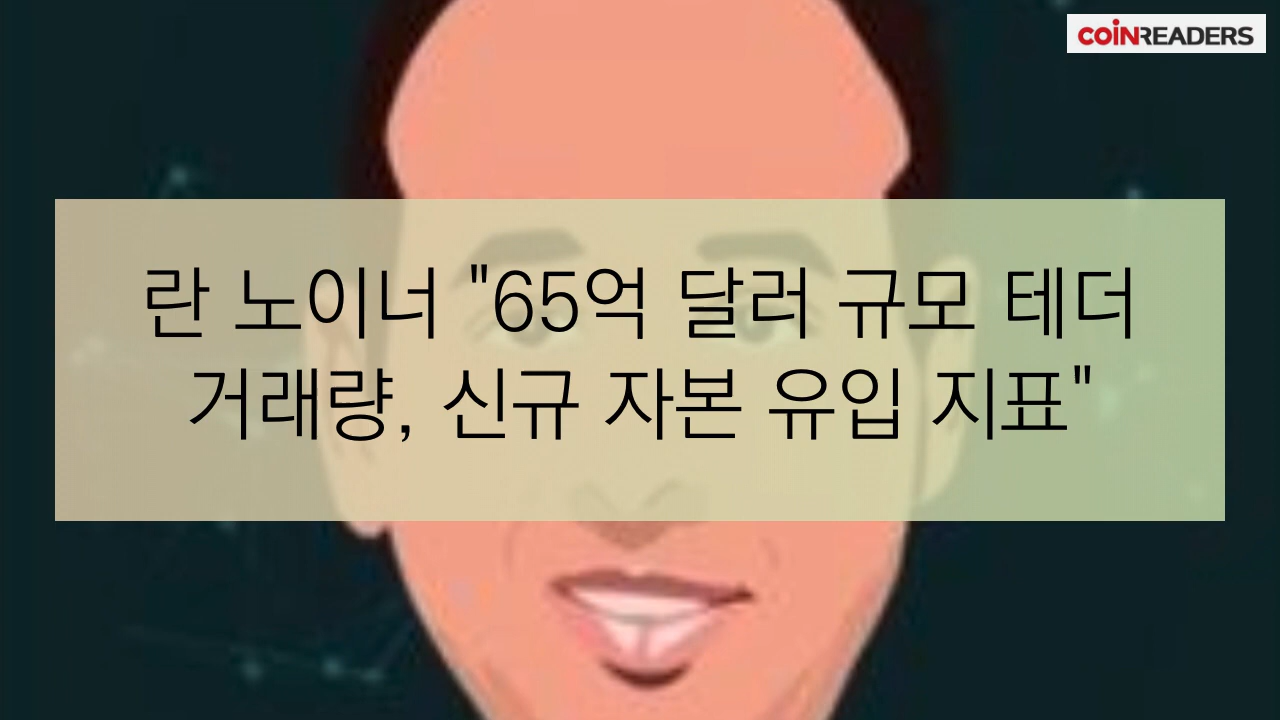 COINREADERS
란 노이너 "65억 달러 규모 테더
거래량, 신규 자본 유입 지표"